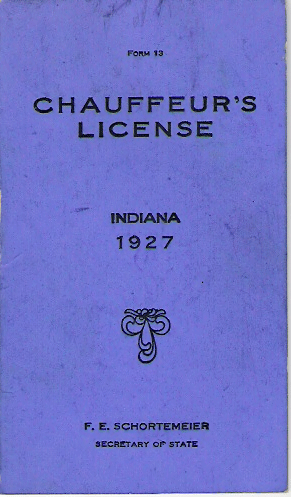 FORM 13
CHAUFFEUR'S
LICENSE
INDIANA
1927
F. E. SCHORTEMEIER
SECRETARY OF STATE